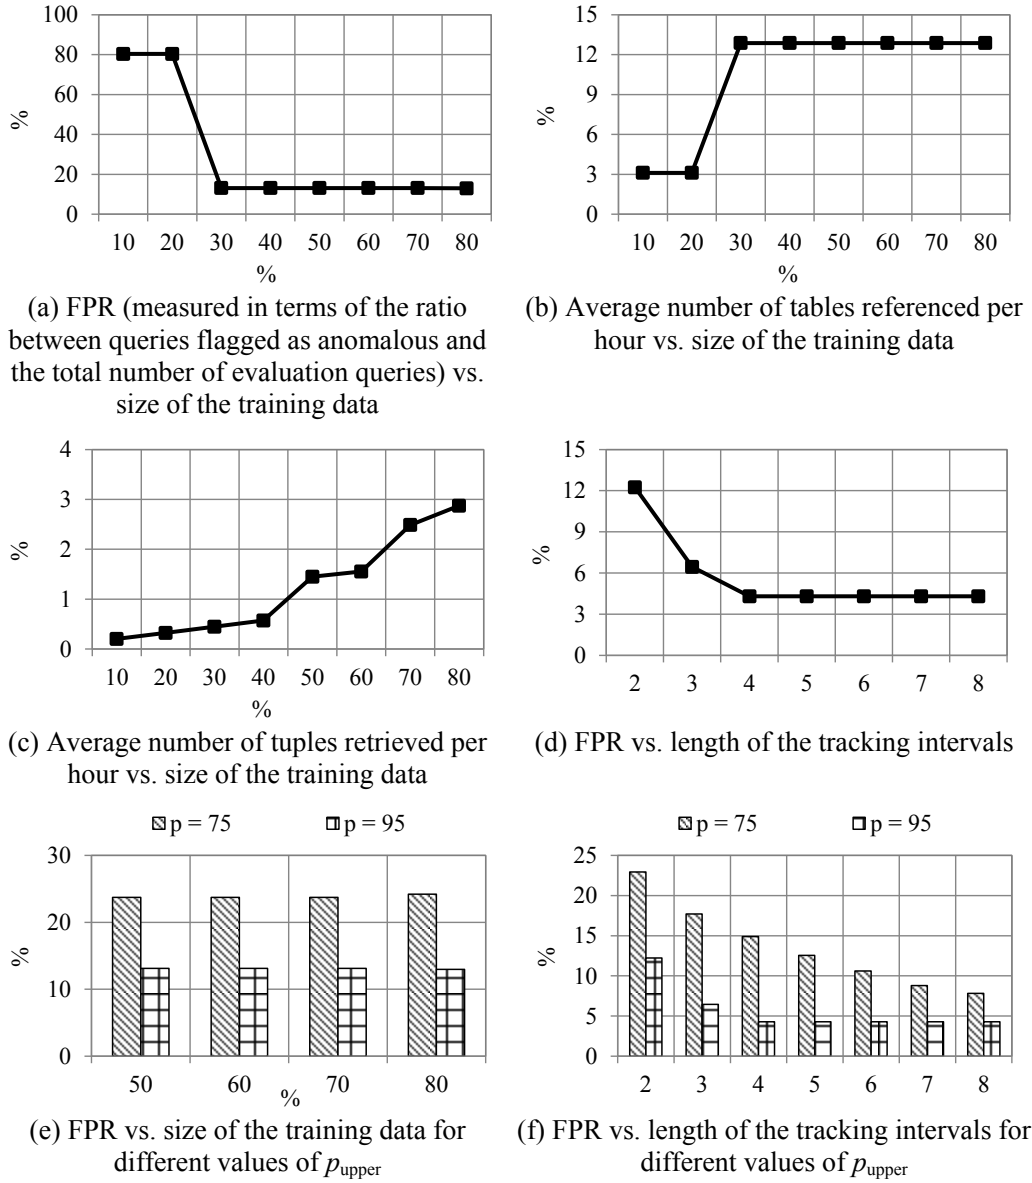 100
80
60
40
20
0
%
10 20 30 40 50 60 70 80
%
(a) FPR (measured in terms of the ratio
between queries flagged as anomalous and
the total number of evaluation queries) vs.
size of the training data
15
12
9
6
3
0
%
10 20 30 40 50 60 70 80
%
(b) Average number of tables referenced per
hour vs. size of the training data
4
3
2
1
0
%
10 20 30 40 50 60 70 80
%
(c) Average number of tuples retrieved per
hour vs. size of the training data
15
12
9
6
3
0
%
2 3 4 5 6 7 8
(d) FPR vs. length of the tracking intervals
p = 75 p = 95
30
20
10
0
%
50 60 70 80
%
(e) FPR vs. size of the training data for
different values of pupper
p = 75 p = 95
25
20
15
10
5
0
%
2 3 4 5 6 7 8
(f) FPR vs. length of the tracking intervals for
different values of pupper